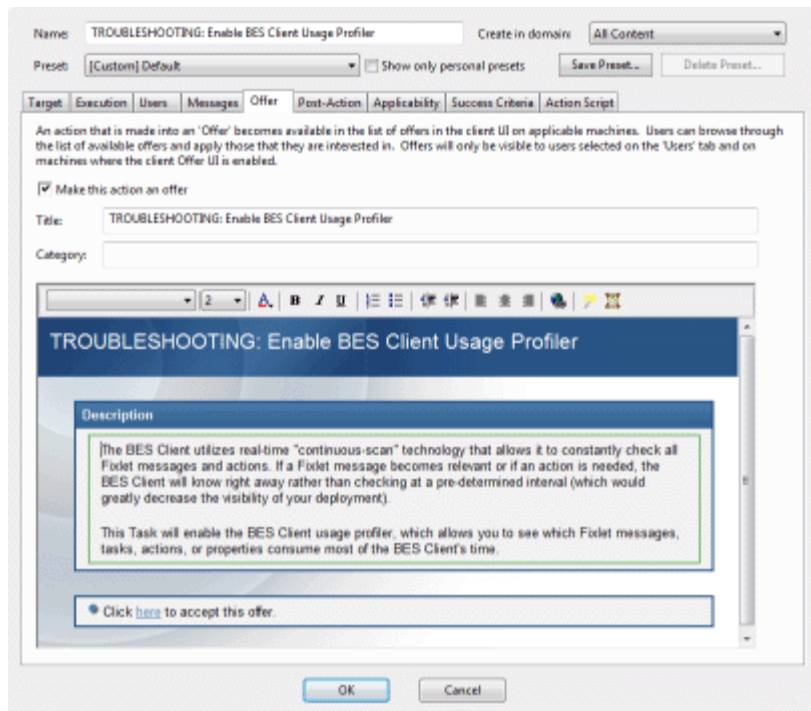 Name: TROUBLESHOOTING: Enable BES Client Usage Profiler Create in domain: All Content
Preset: [Custom] Default Show only personal presets Save Preset... Delete Preset...
Target Execution Users Messages Offer Post-Action Applicability Success Criteria Action Script
An action that is made into an 'Offer' becomes available in the list of offers in the client UI on applicable machines. Users can browse through
the list of available offers and apply those that they are interested in. Offers will only be visible to users selected on the 'Users' tab and on
machines where the client Offer UI is enabled.
Make this action an offer
Title: TROUBLESHOOTING: Enable BES Client Usage Profiler
Category:
2 A B I U
TROUBLESHOOTING: Enable BES Client Usage Profiler
Description
The BES Client utilizes real-time "continuous-scan" technology that allows it to constantly check all
Fixlet messages and actions. If a Fixlet message becomes relevant or if an action is needed, the
BES Client will know right away rather than checking at a pre-determined interval (which would
greatly decrease the visibility of your deployment).
This Task will enable the BES Client usage profiler, which allows you to see which Fixlet messages,
tasks, actions, or properties consume most of the BES Client's time.
Click here to accept this offer.
OK Cancel